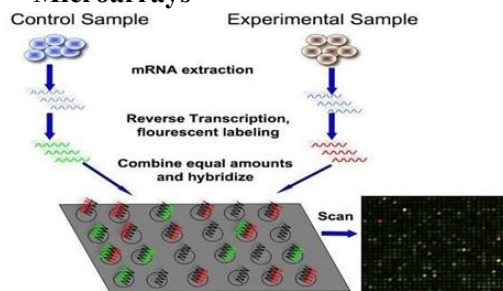 Microarrays
Control Sample
Experimental Sample
mRNA extraction
Reverse Transcription,
flourescent labeling
Combine equal amounts
and hybridize
Scan